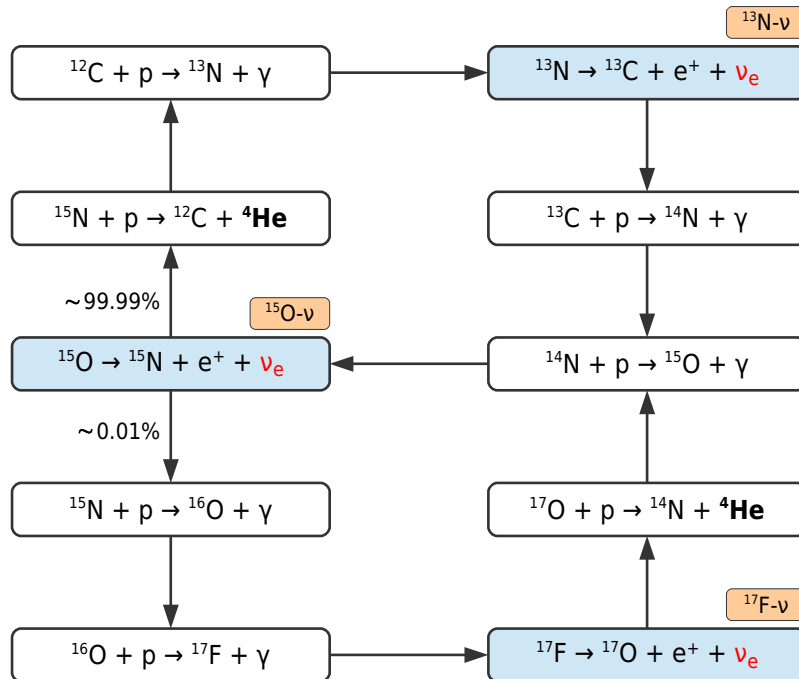 ¹³N-ν
¹²C + p → ¹³N + γ
¹³N → ¹³C + e⁺ + νₑ
¹⁵N + p → ¹²C + ⁴He
¹³C + p → ¹⁴N + γ
~99.99%
¹⁵O-ν
¹⁵O → ¹⁵N + e⁺ + νₑ
¹⁴N + p → ¹⁵O + γ
~0.01%
¹⁵N + p → ¹⁶O + γ
¹⁷O + p → ¹⁴N + ⁴He
¹⁷F-ν
¹⁶O + p → ¹⁷F + γ
¹⁷F → ¹⁷O + e⁺ + νₑ